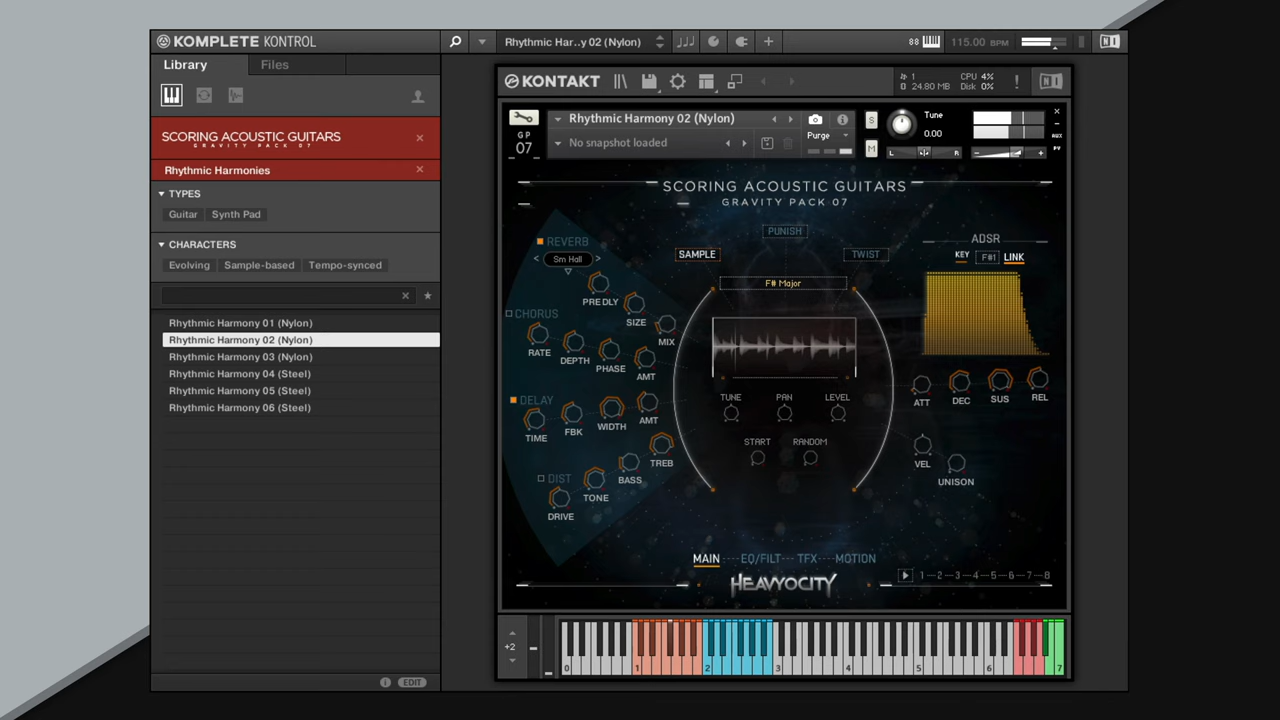 KOMPLETE KONTROL
Rhythmic Har..y 02 (Nylon)
88
115.00 BPM
Library
Files
SCORING ACOUSTIC GUITARS
GRAVITY PACK 07
Rhythmic Harmonies
TYPES
Guitar Synth Pad
CHARACTERS
Evolving Sample-based Tempo-synced
Rhythmic Harmony 01 (Nylon)
Rhythmic Harmony 02 (Nylon)
Rhythmic Harmony 03 (Nylon)
Rhythmic Harmony 04 (Steel)
Rhythmic Harmony 05 (Steel)
Rhythmic Harmony 06 (Steel)
EDIT
KONTAKT
1
24.80 MB
CPU 4%
Disk 0%
GP
07
Rhythmic Harmony 02 (Nylon)
No snapshot loaded
Purge
S
M
Tune
0.00
L R
AUX
PV
SCORING ACOUSTIC GUITARS
GRAVITY PACK 07
REVERB
Sm Hall
PRE DLY
SIZE
MIX
CHORUS
RATE
DEPTH
PHASE
AMT
DELAY
TIME
FBK
WIDTH
AMT
DIST
DRIVE
TONE
BASS
TREB
PUNISH
SAMPLE
TWIST
F# Major
TUNE PAN LEVEL
START RANDOM
ADSR
KEY F#1 LINK
ATT DEC SUS REL
VEL UNISON
MAIN EQ/FILT TFX MOTION
HEAVYOCITY
1 2 3 4 5 6 7 8
+2
0 1 2 3 4 5 6 7